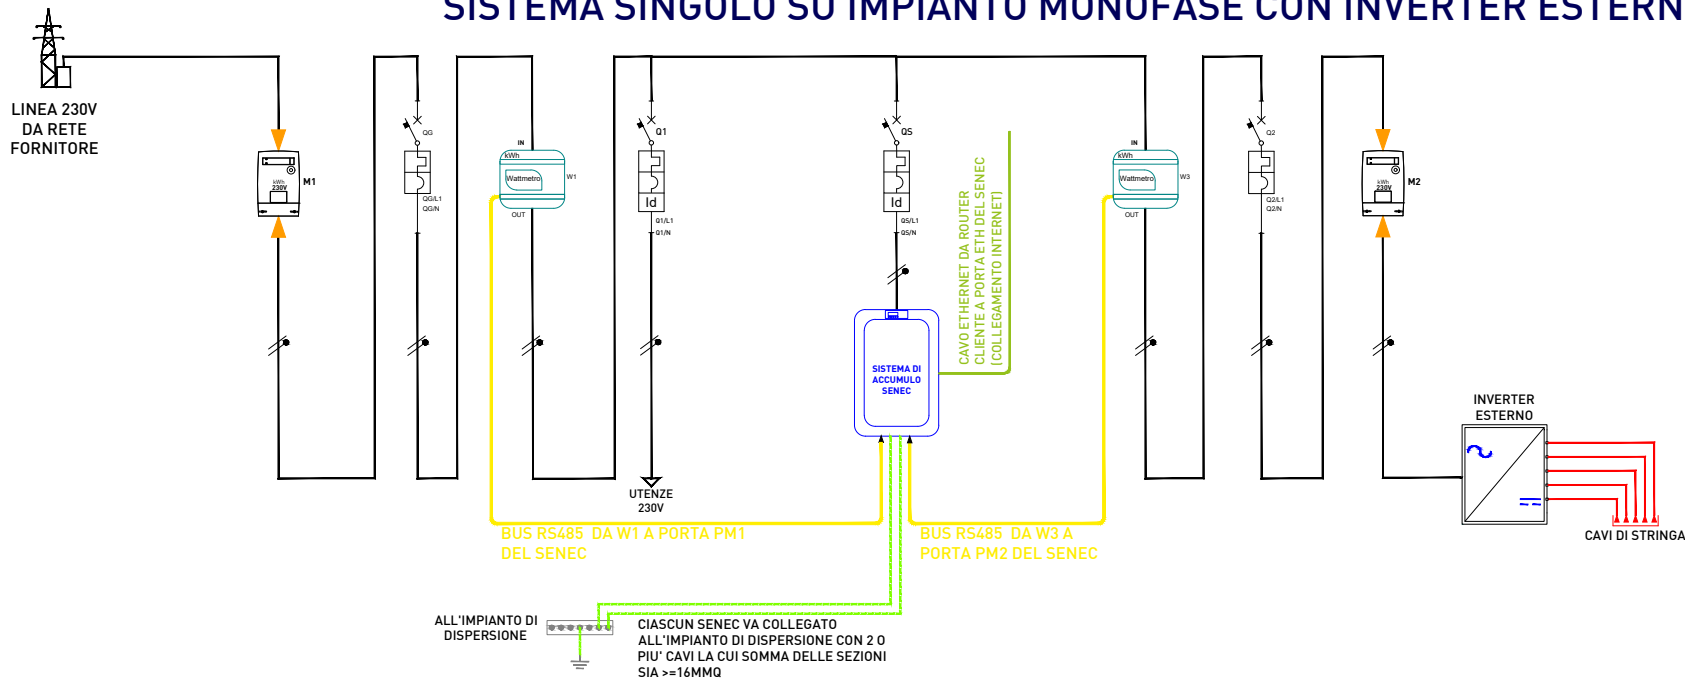 SISTEMA SINGOLO SU IMPIANTO MONOFASE CON INVERTER ESTERN
LINEA 230V
DA RETE
FORNITORE
kWh
230V
M1
QG
QG/L1
QG/N
IN
kWh
Wattmetro
W1
OUT
Q1
Id
Q1/L1
Q1/N
UTENZE
230V
QS
Id
QS/L1
QS/N
SISTEMA DI
ACCUMULO
SENEC
CAVO ETHERNET DA ROUTER
CLIENTE A PORTA ETH DEL SENEC
(COLLEGAMENTO INTERNET)
IN
kWh
Wattmetro
W3
OUT
Q2
Q2/L1
Q2/N
kWh
230V
M2
INVERTER
ESTERNO
CAVI DI STRINGA
BUS RS485 DA W1 A PORTA PM1
DEL SENEC
BUS RS485 DA W3 A
PORTA PM2 DEL SENEC
ALL'IMPIANTO DI
DISPERSIONE
CIASCUN SENEC VA COLLEGATO
ALL'IMPIANTO DI DISPERSIONE CON 2 O
PIU' CAVI LA CUI SOMMA DELLE SEZIONI
SIA >=16MMQ